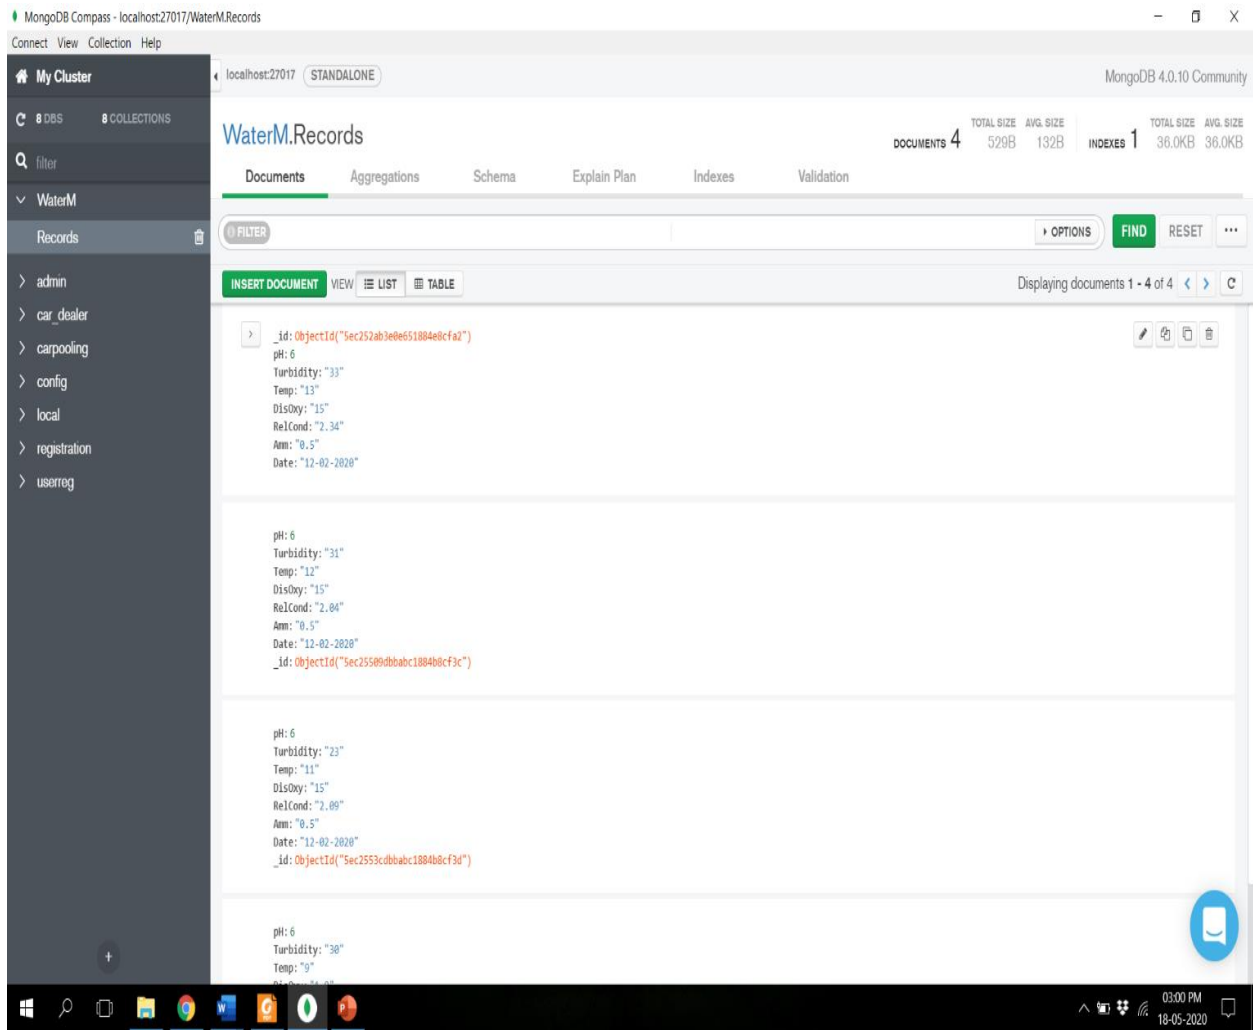 MongoDB Compass - localhost:27017/WaterM.Records
Connect View Collection Help
My Cluster
8 DBS 8 COLLECTIONS
filter
WaterM
Records
admin
car_dealer
carpooling
config
local
registration
userreg
localhost:27017 STANDALONE MongoDB 4.0.10 Community
WaterM.Records
DOCUMENTS 4 TOTAL SIZE 529B AVG. SIZE 132B INDEXES 1 TOTAL SIZE 36.0KB AVG. SIZE 36.0KB
Documents Aggregations Schema Explain Plan Indexes Validation
FILTER OPTIONS FIND RESET ...
INSERT DOCUMENT VIEW LIST TABLE Displaying documents 1 - 4 of 4
_id: ObjectId("5ec252ab3e0e651884e8cfa2")
pH: 6
Turbidity: "33"
Temp: "13"
DisOxy: "15"
RelCond: "2.34"
Amm: "0.5"
Date: "12-02-2020"
pH: 6
Turbidity: "31"
Temp: "12"
DisOxy: "15"
RelCond: "2.04"
Amm: "0.5"
Date: "12-02-2020"
_id: ObjectId("5ec25509dbbabc1884b8cf3c")
pH: 6
Turbidity: "23"
Temp: "11"
DisOxy: "15"
RelCond: "2.09"
Amm: "0.5"
Date: "12-02-2020"
_id: ObjectId("5ec2553cdbbabc1884b8cf3d")
pH: 6
Turbidity: "30"
Temp: "9"
03:00 PM
18-05-2020